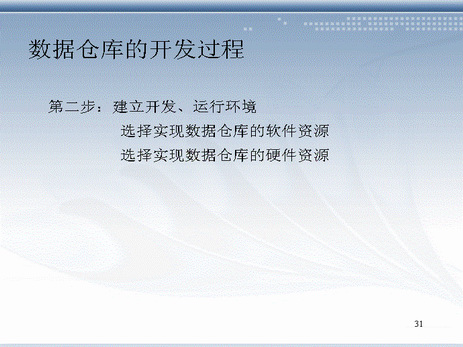 数据仓库的开发过程
第二步：建立开发、运行环境
选择实现数据仓库的软件资源
选择实现数据仓库的硬件资源
31